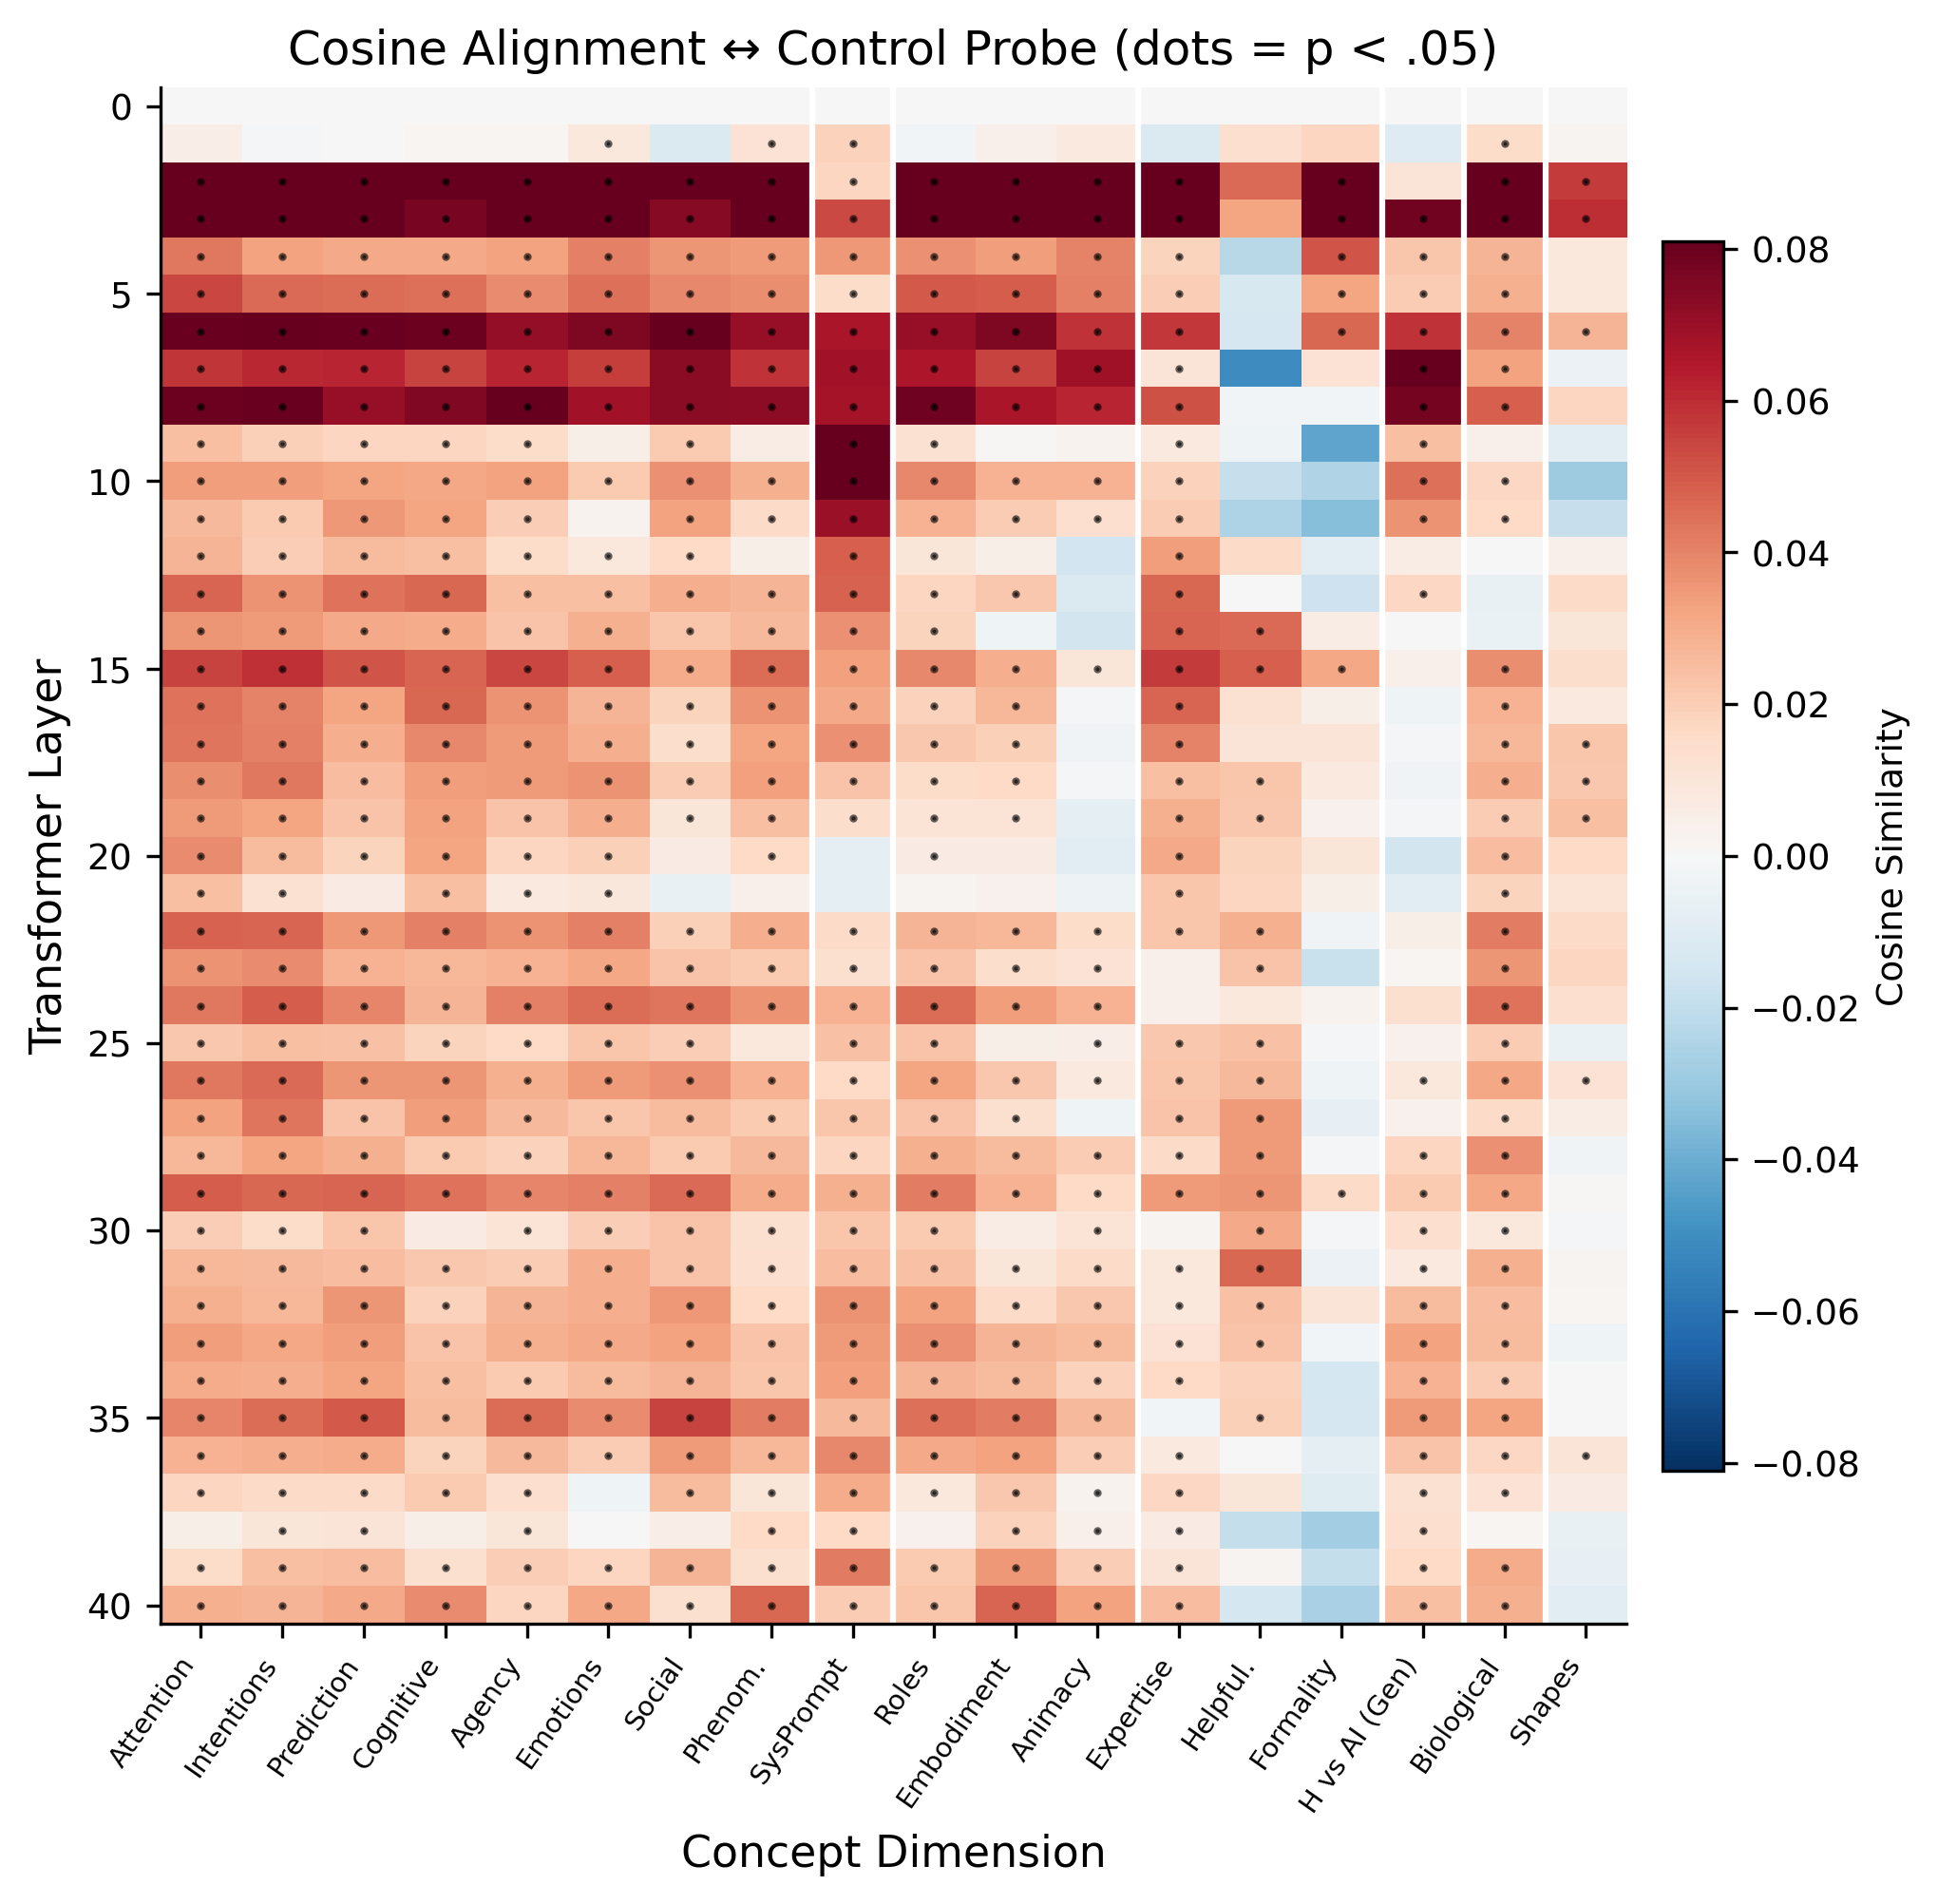 Cosine Alignment ↔ Control Probe (dots = p < .05)
0
5
10
15
20
25
30
35
40
Transformer Layer
Attention
Intentions
Prediction
Cognitive
Agency
Emotions
Social
Phenom.
SysPrompt
Roles
Embodiment
Animacy
Expertise
Helpful.
Formality
H vs AI (Gen)
Biological
Shapes
Concept Dimension
0.08
0.06
0.04
0.02
0.00
−0.02
−0.04
−0.06
−0.08
Cosine Similarity